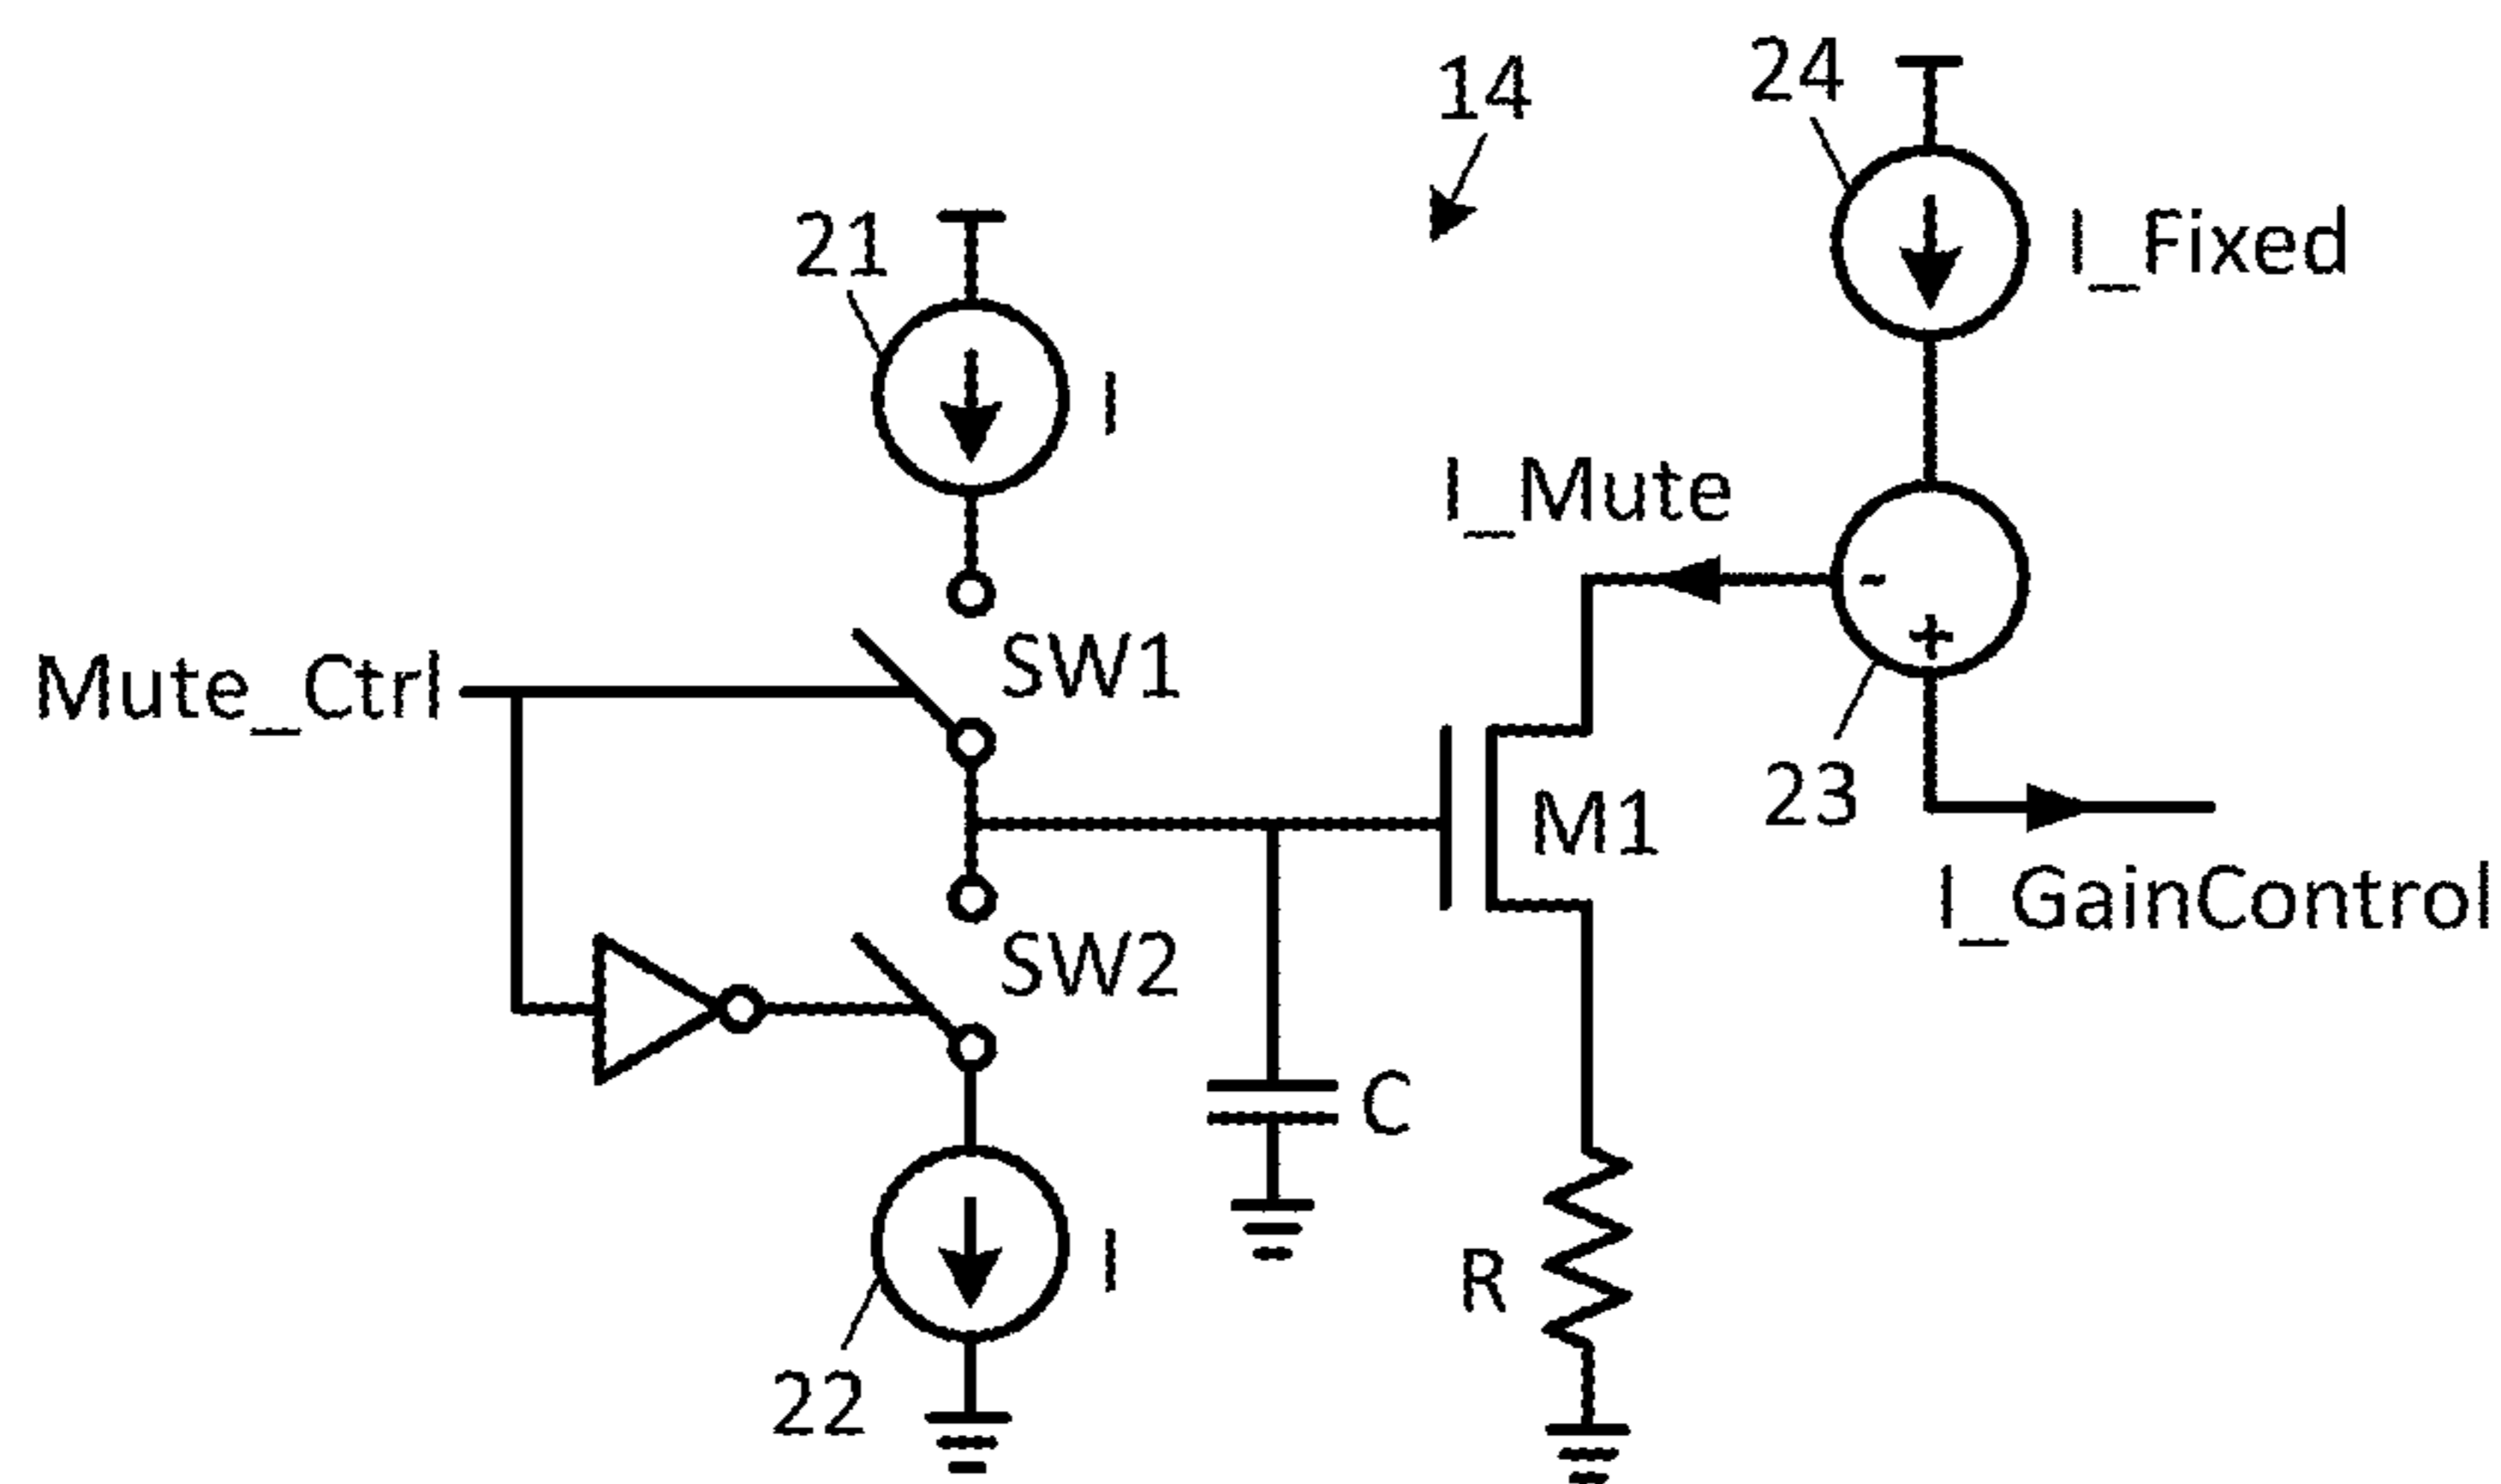 14
24
21
I_Fixed
I
I_Mute
-
SW1
Mute_Ctrl
+
23
M1
I_GainControl
SW2
C
I
R
22